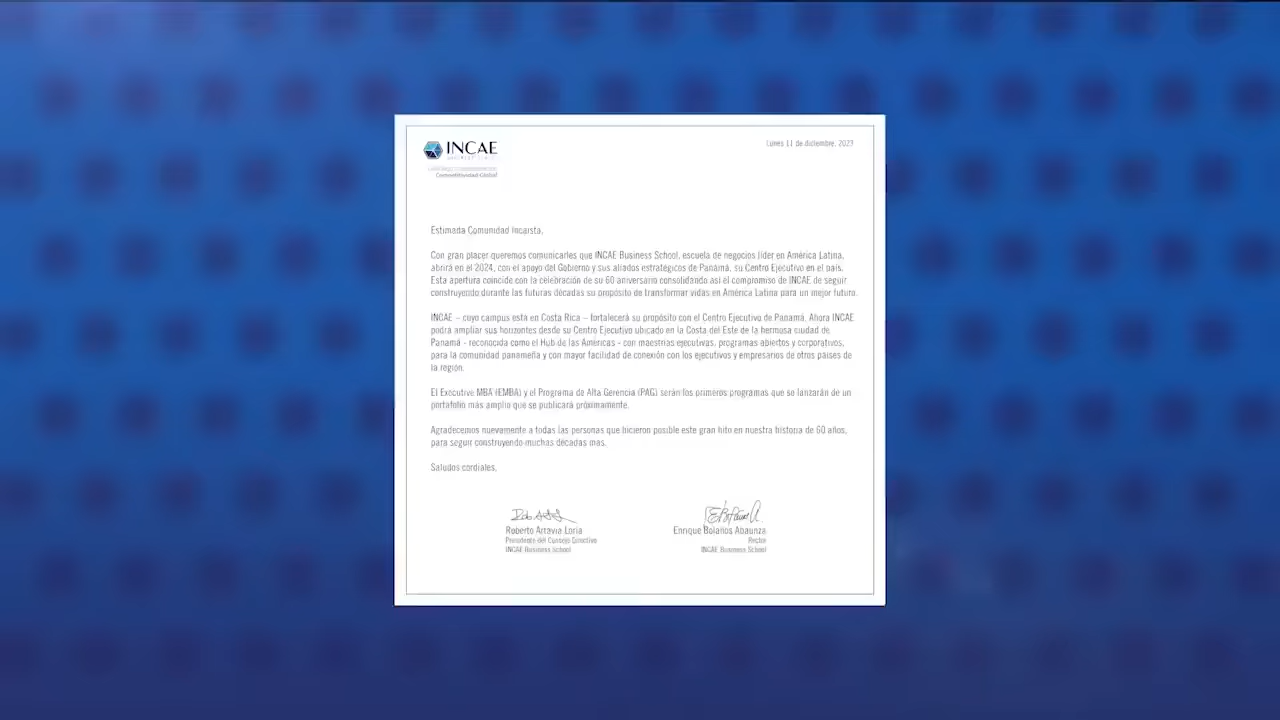 INCAE
Lunes 11 de diciembre, 2023
Competitividad Global
Estimada Comunidad Incaista,
Con gran placer queremos comunicarles que INCAE Business School, escuela de negocios líder en América Latina,
abrirá en el 2024, con el apoyo del Gobierno y sus aliados estratégicos de Panamá, su Centro Ejecutivo en el país.
Esta apertura coincide con la celebración de su 60 aniversario consolidando así el compromiso de INCAE de seguir
construyendo durante las futuras décadas su propósito de transformar vidas en América Latina para un mejor futuro.
INCAE – cuyo campus está en Costa Rica – fortalecerá su propósito con el Centro Ejecutivo de Panamá. Ahora INCAE
podrá ampliar sus horizontes desde su Centro Ejecutivo ubicado en la Costa del Este de la hermosa ciudad de
Panamá - reconocida como el Hub de las Américas - con maestrías ejecutivas, programas abiertos y corporativos,
para la comunidad panameña y con mayor facilidad de conexión con los ejecutivos y empresarios de otros países de
la región.
El Executive MBA (EMBA) y el Programa de Alta Gerencia (PAG) serán los primeros programas que se lanzarán de un
portafolio más amplio que se publicará próximamente.
Agradecemos nuevamente a todas las personas que hicieron posible este gran hito en nuestra historia de 60 años,
para seguir construyendo muchas décadas más.
Saludos cordiales,
Roberto Artavia Loria
Presidente del Consejo Directivo
INCAE Business School
Enrique Bolaños Abaunza
Rector
INCAE Business School